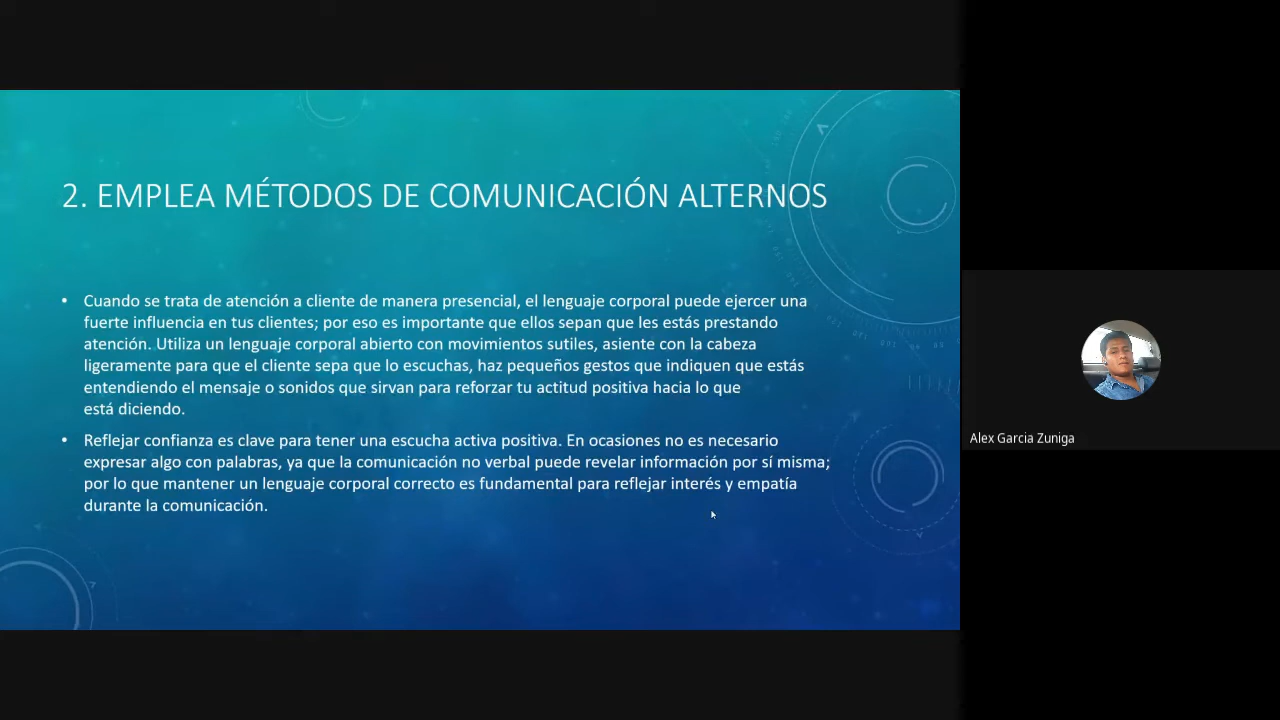 2. EMPLEA MÉTODOS DE COMUNICACIÓN ALTERNOS
• Cuando se trata de atención a cliente de manera presencial, el lenguaje corporal puede ejercer una
fuerte influencia en tus clientes; por eso es importante que ellos sepan que les estás prestando
atención. Utiliza un lenguaje corporal abierto con movimientos sutiles, asiente con la cabeza
ligeramente para que el cliente sepa que lo escuchas, haz pequeños gestos que indiquen que estás
entendiendo el mensaje o sonidos que sirvan para reforzar tu actitud positiva hacia lo que
está diciendo.
• Reflejar confianza es clave para tener una escucha activa positiva. En ocasiones no es necesario
expresar algo con palabras, ya que la comunicación no verbal puede revelar información por sí misma;
por lo que mantener un lenguaje corporal correcto es fundamental para reflejar interés y empatía
durante la comunicación.
Alex Garcia Zuniga